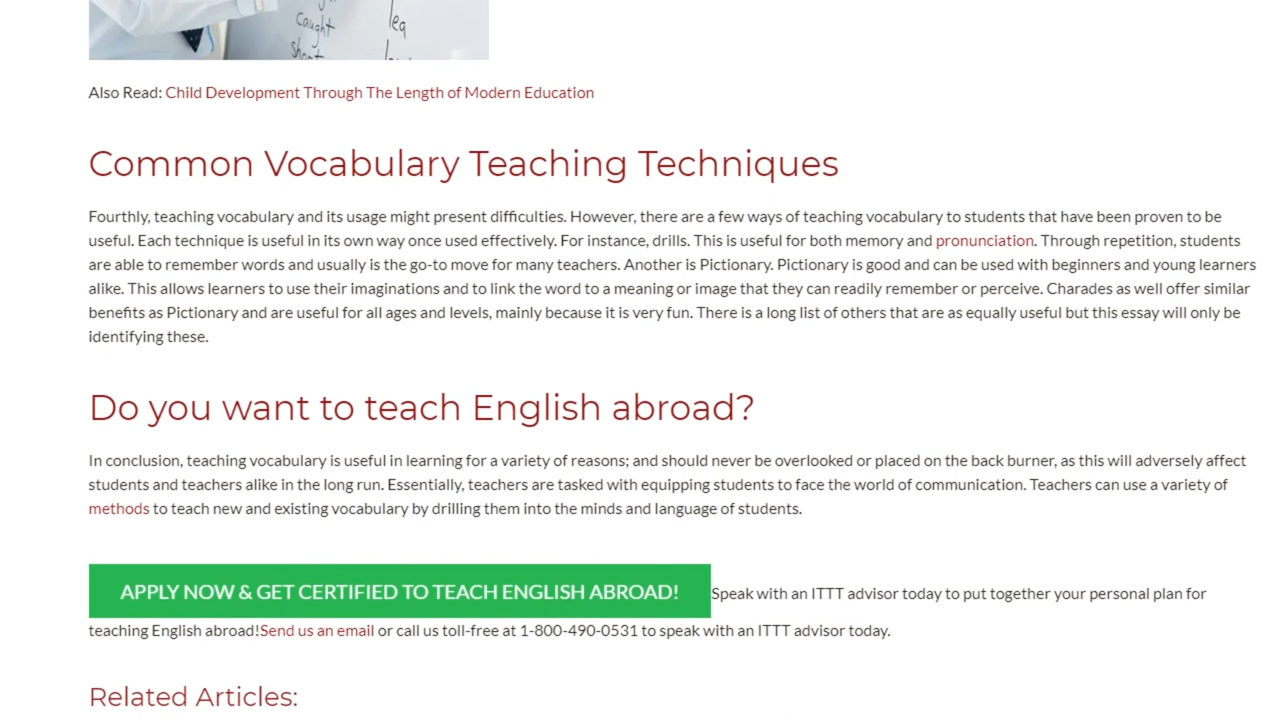 caught
leg
short
Also Read: Child Development Through The Length of Modern Education
Common Vocabulary Teaching Techniques
Fourthly, teaching vocabulary and its usage might present difficulties. However, there are a few ways of teaching vocabulary to students that have been proven to be
useful. Each technique is useful in its own way once used effectively. For instance, drills. This is useful for both memory and pronunciation. Through repetition, students
are able to remember words and usually is the go-to move for many teachers. Another is Pictionary. Pictionary is good and can be used with beginners and young learners
alike. This allows learners to use their imaginations and to link the word to a meaning or image that they can readily remember or perceive. Charades as well offer similar
benefits as Pictionary and are useful for all ages and levels, mainly because it is very fun. There is a long list of others that are as equally useful but this essay will only be
identifying these.
Do you want to teach English abroad?
In conclusion, teaching vocabulary is useful in learning for a variety of reasons; and should never be overlooked or placed on the back burner, as this will adversely affect
students and teachers alike in the long run. Essentially, teachers are tasked with equipping students to face the world of communication. Teachers can use a variety of
methods to teach new and existing vocabulary by drilling them into the minds and language of students.
APPLY NOW & GET CERTIFIED TO TEACH ENGLISH ABROAD! Speak with an ITTT advisor today to put together your personal plan for
teaching English abroad!Send us an email or call us toll-free at 1-800-490-0531 to speak with an ITTT advisor today.
Related Articles: